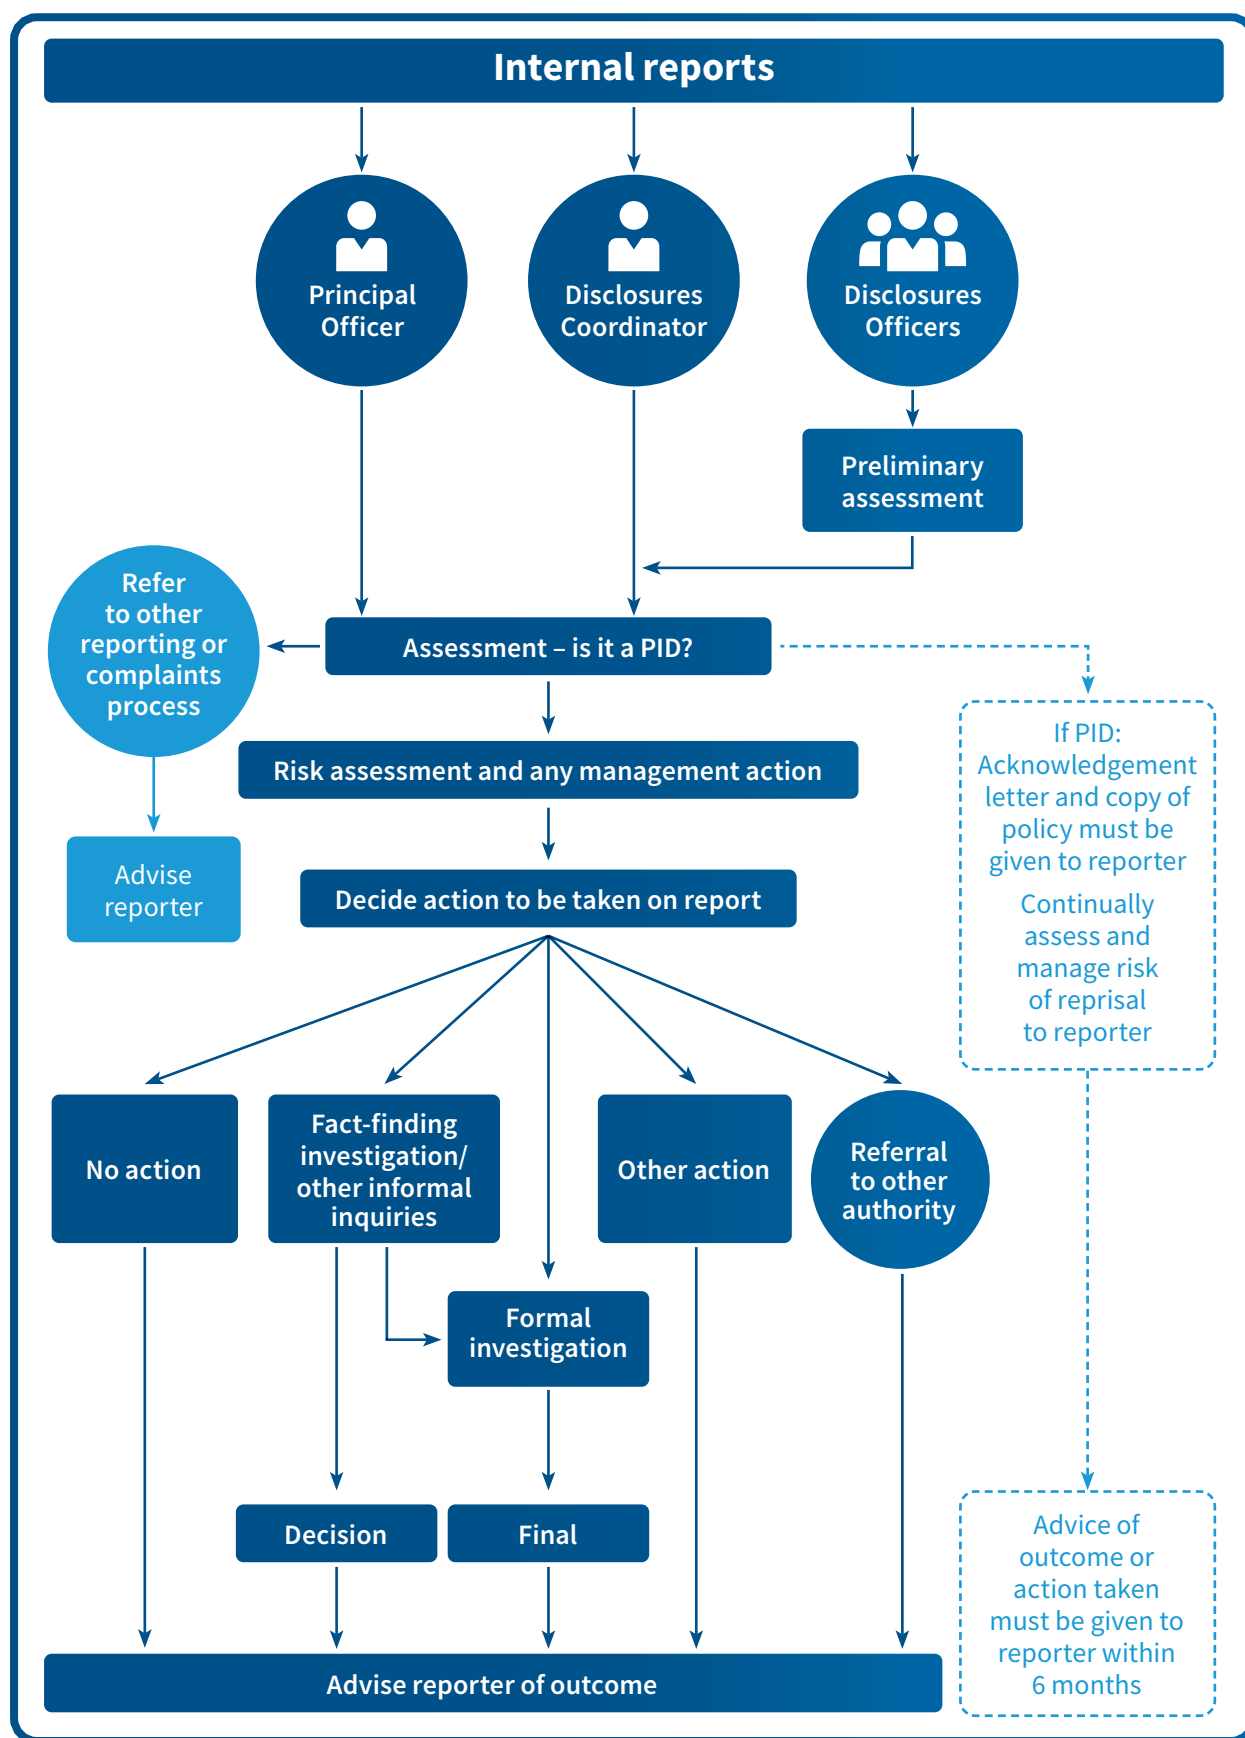 Internal reports
Principal
Officer
Disclosures
Coordinator
Disclosures
Officers
Preliminary
assessment
Refer
to other
reporting or
complaints
process
Assessment – is it a PID?
If PID:
Acknowledgement
letter and copy of
policy must be
given to reporter
Continually
assess and
manage risk
of reprisal
to reporter
Risk assessment and any management action
Advise
reporter
Decide action to be taken on report
No action
Fact-finding
investigation/
other informal
inquiries
Other action
Referral
to other
authority
Formal
investigation
Decision
Final
Advice of
outcome or
action taken
must be given to
reporter within
6 months
Advise reporter of outcome